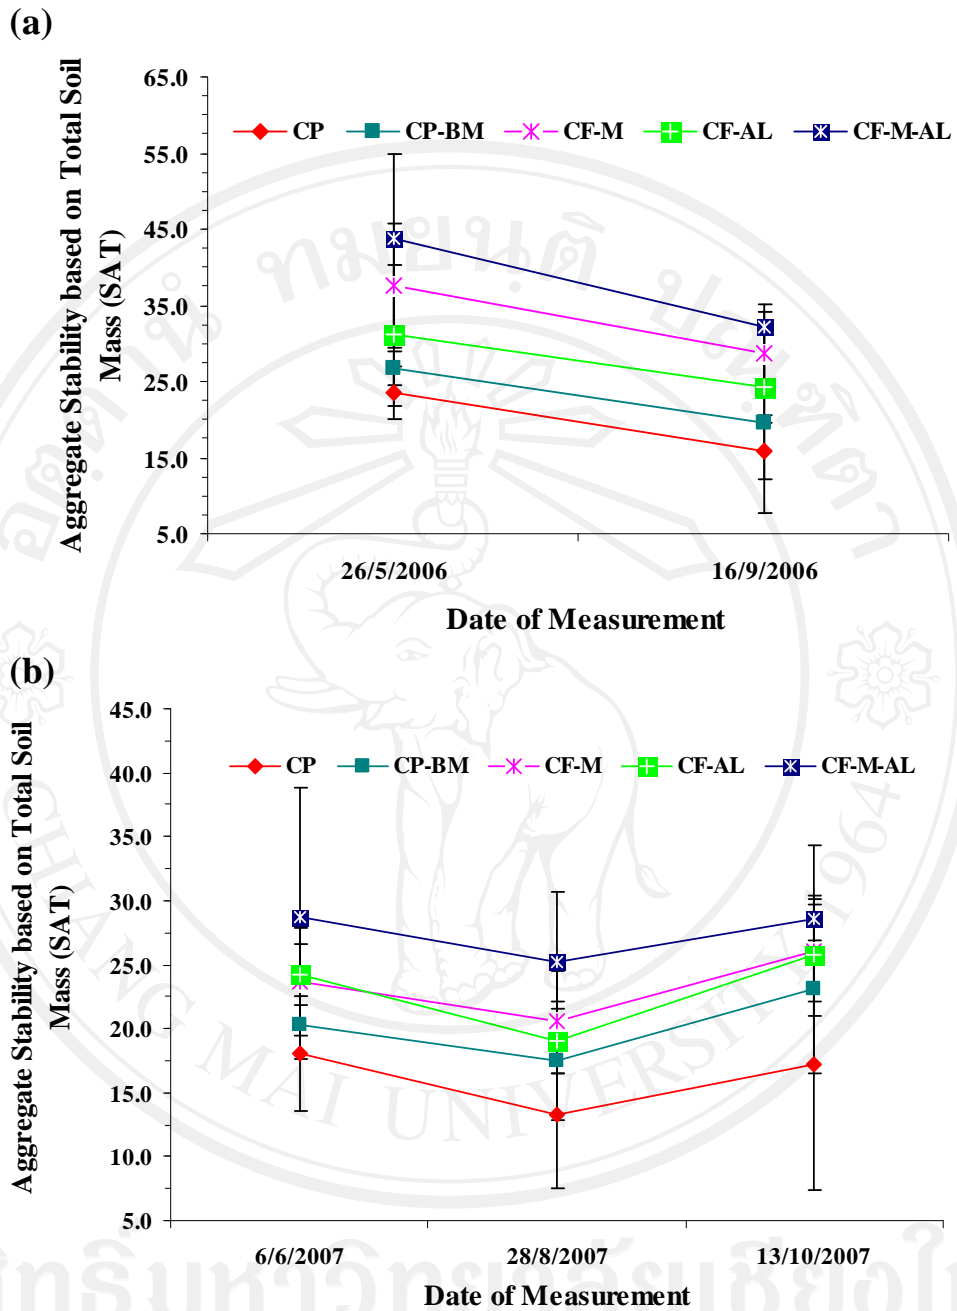 (a)
Aggregate Stability based on Total Soil
Mass (SAT)
65.0
55.0
45.0
35.0
25.0
15.0
5.0
CP CP-BM CF-M CF-AL CF-M-AL
26/5/2006 16/9/2006
Date of Measurement
(b)
Aggregate Stability based on Total Soil
Mass (SAT)
45.0
40.0
35.0
30.0
25.0
20.0
15.0
10.0
5.0
CP CP-BM CF-M CF-AL CF-M-AL
6/6/2007 28/8/2007 13/10/2007
Date of Measurement
CHIANG MAI UNIVERSITY 1964